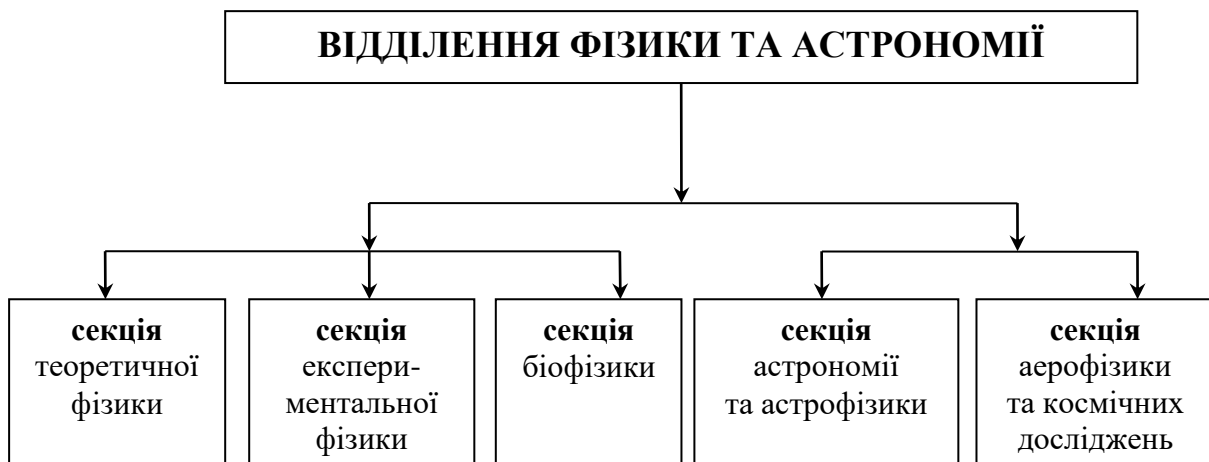 ВІДДІЛЕННЯ ФІЗИКИ ТА АСТРОНОМІЇ
секція
теоретичної
фізики
секція
експери-
ментальної
фізики
секція
біофізики
секція
астрономії
та астрофізики
секція
аерофізики
та космічних
досліджень